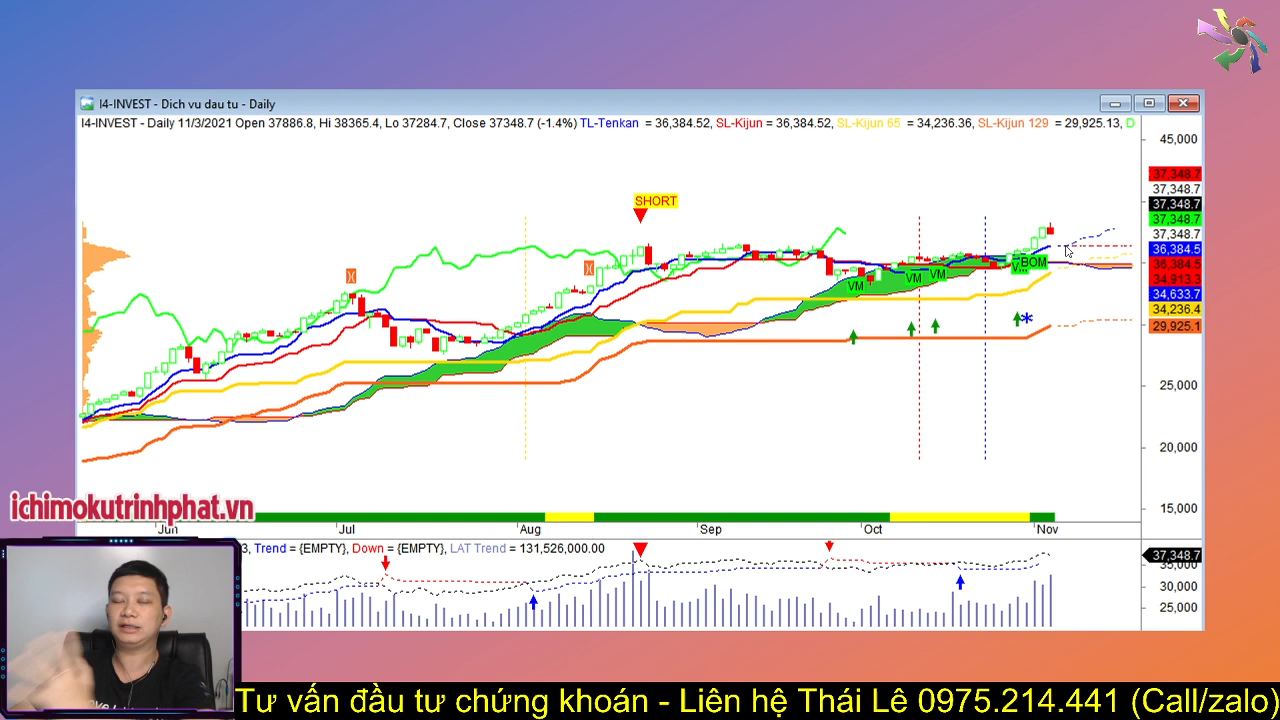 I4-INVEST - Dich vu dau tu - Daily
I4-INVEST - Daily 11/3/2021 Open 37886.8, Hi 38365.4, Lo 37284.7, Close 37348.7 (-1.4%) TL-Tenkan = 36,384.52, SL-Kijun = 36,384.52, SL-Kijun 65 = 34,236.36, SL-Kijun 129 = 29,925.13, D
45,000
37,348.7
37,348.7
37,348.7
37,348.7
37,348.7
36,384.5
36,384.5
34,913.3
34,633.7
34,236.4
29,925.1
25,000
20,000
15,000
SHORT
VM
VM
VM
V...
BOM
*
ichimokutrinhphat.vn
Jun
Jul
Aug
Sep
Oct
Nov
3, Trend = {EMPTY}, Down = {EMPTY}, LAT Trend = 131,526,000.00
37,348.7
35,000
30,000
25,000
Tư vấn đầu tư chứng khoán - Liên hệ Thái Lê 0975.214.441 (Call/zalo)